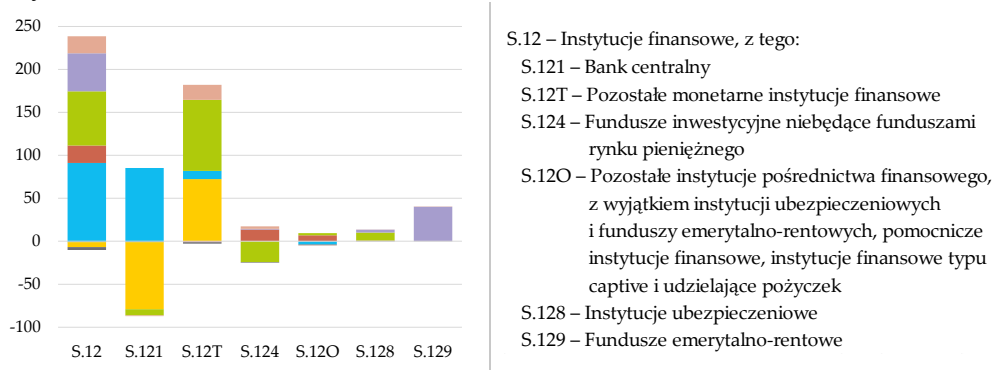 250
200
150
100
50
0
-50
-100
S.12 S.121 S.12T S.124 S.12O S.128 S.129
S.12 – Instytucje finansowe, z tego:
S.121 – Bank centralny
S.12T – Pozostałe monetarne instytucje finansowe
S.124 – Fundusze inwestycyjne niebędące funduszami
rynku pieniężnego
S.12O – Pozostałe instytucje pośrednictwa finansowego,
z wyjątkiem instytucji ubezpieczeniowych
i funduszy emerytalno-rentowych, pomocnicze
instytucje finansowe, instytucje finansowe typu
captive i udzielające pożyczek
S.128 – Instytucje ubezpieczeniowe
S.129 – Fundusze emerytalno-rentowe